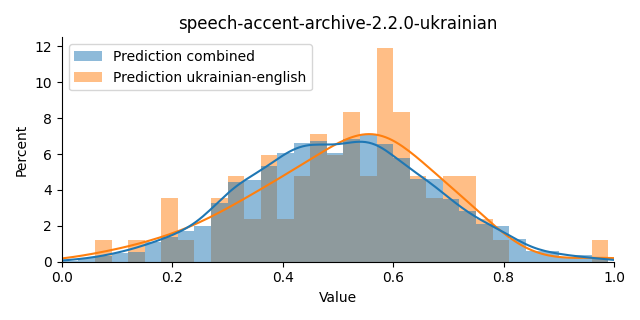 speech-accent-archive-2.2.0-ukrainian
Prediction combined
Prediction ukrainian-english
Percent
12
10
8
6
4
2
0
0.0 0.2 0.4 0.6 0.8 1.0
Value